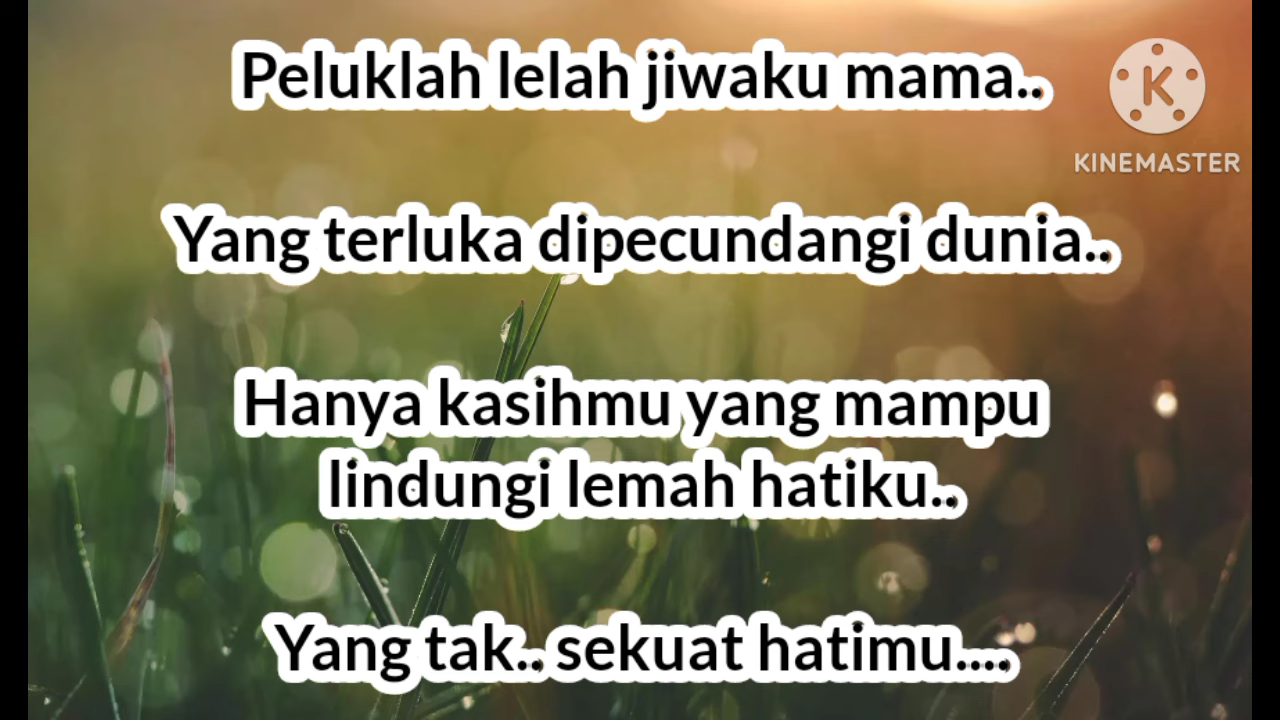 Peluklah lelah jiwaku mama..
KINEMASTER
Yang terluka dipecundangi dunia..
Hanya kasihmu yang mampu
lindungi lemah hatiku..
Yang tak.. sekuat hatimu....